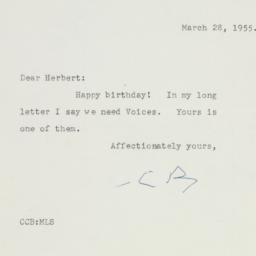 March 28, 1955.
Dear Herbert:
Happy birthday! In my long
letter I say we need Voices. Yours is
one of them.
Affectionately yours,
CCB:MLS